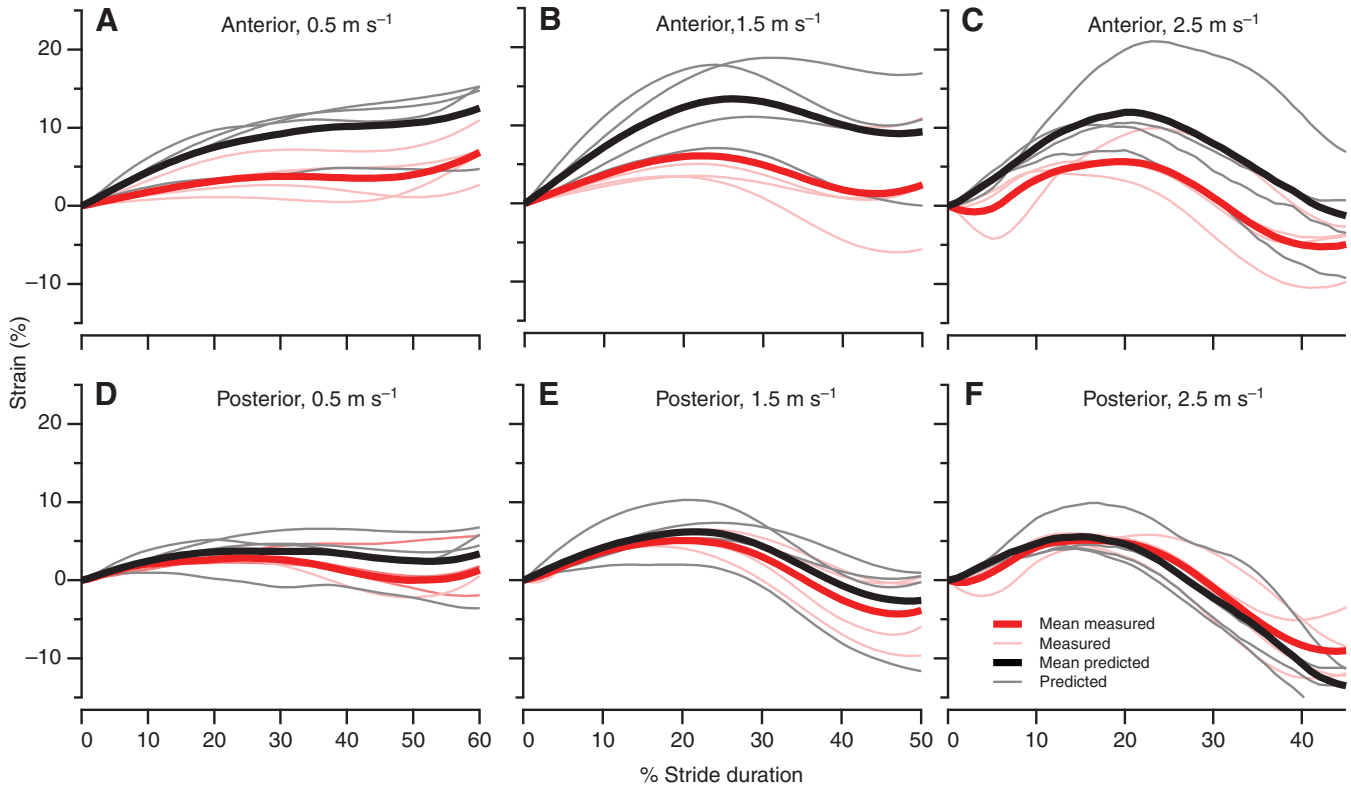 A
Anterior, 0.5 m s–1
B
Anterior,1.5 m s–1
C
Anterior, 2.5 m s–1
20
10
0
–10
D
Posterior, 0.5 m s–1
E
Posterior, 1.5 m s–1
F
Posterior, 2.5 m s–1
20
10
0
–10
Strain (%)
Mean measured
Measured
Mean predicted
Predicted
0 10 20 30 40 50 60
0 10 20 30 40 50
0 10 20 30 40
% Stride duration